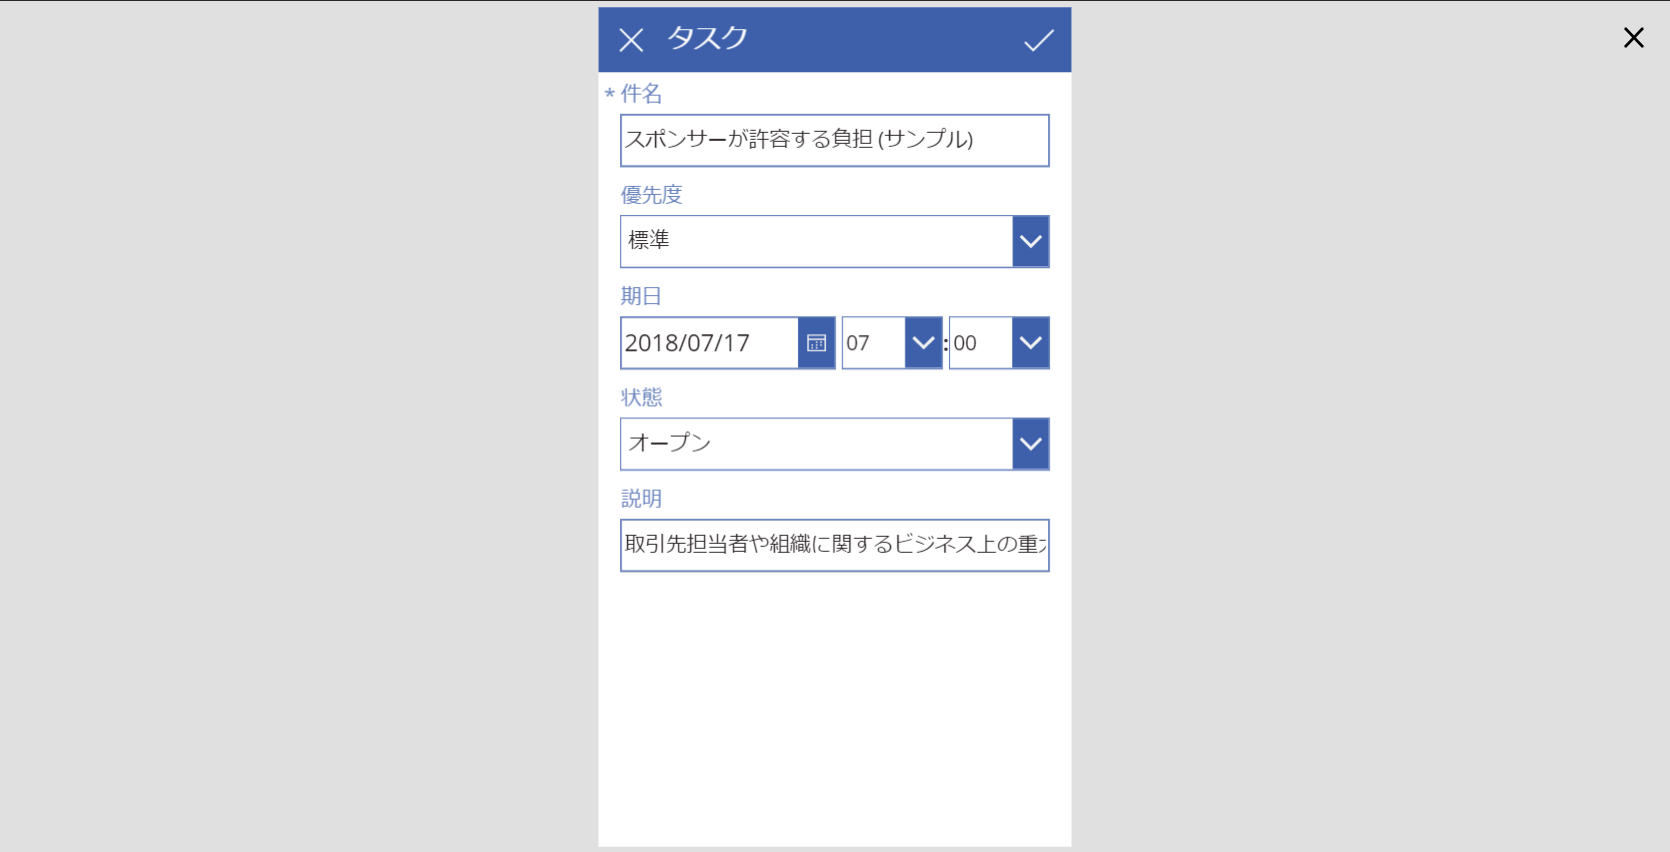 タスク
* 件名
スポンサーが許容する負担 (サンプル)
優先度
標準
期日
2018/07/17 07 : 00
状態
オープン
説明
取引先担当者や組織に関するビジネス上の重